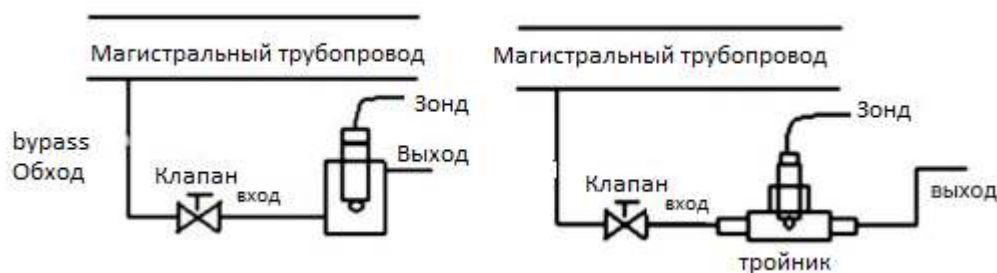 Магистральный трубопровод
Зонд
bypass
Обход
Выход
Клапан
вход
Магистральный трубопровод
Зонд
Клапан
вход
выход
тройник